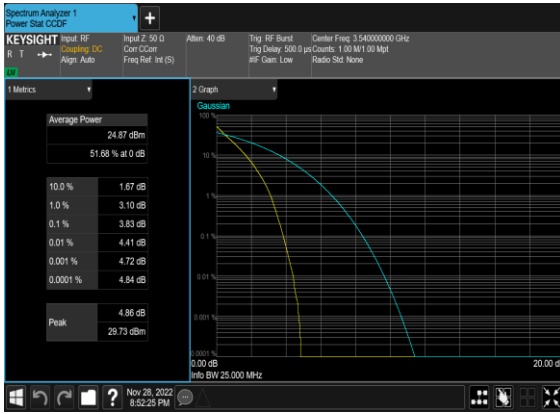 Spectrum Analyzer 1
Power Stat CCDF
+
KEYSIGHT
R T
LXI
Input: RF
Coupling: DC
Align: Auto
Input Z: 50 Ω
Corr CCorr
Freq Ref: Int (S)
Atten: 40 dB
Trig: RF Burst
Trig Delay: 500.0 µs
#IF Gain: Low
Center Freq: 3.540000000 GHz
Counts: 1.00 M/1.00 Mpt
Radio Std: None
1 Metrics
Average Power
24.87 dBm
51.68 % at 0 dB
10.0 % 1.67 dB
1.0 % 3.10 dB
0.1 % 3.83 dB
0.01 % 4.41 dB
0.001 % 4.72 dB
0.0001 % 4.84 dB
Peak
4.86 dB
29.73 dBm
2 Graph
Gaussian
100 %
10 %
1 %
0.1 %
0.01 %
0.001 %
0.0001 %
0.00 dB
20.00 d
Info BW 25.000 MHz
?
Nov 28, 2022
8:52:25 PM